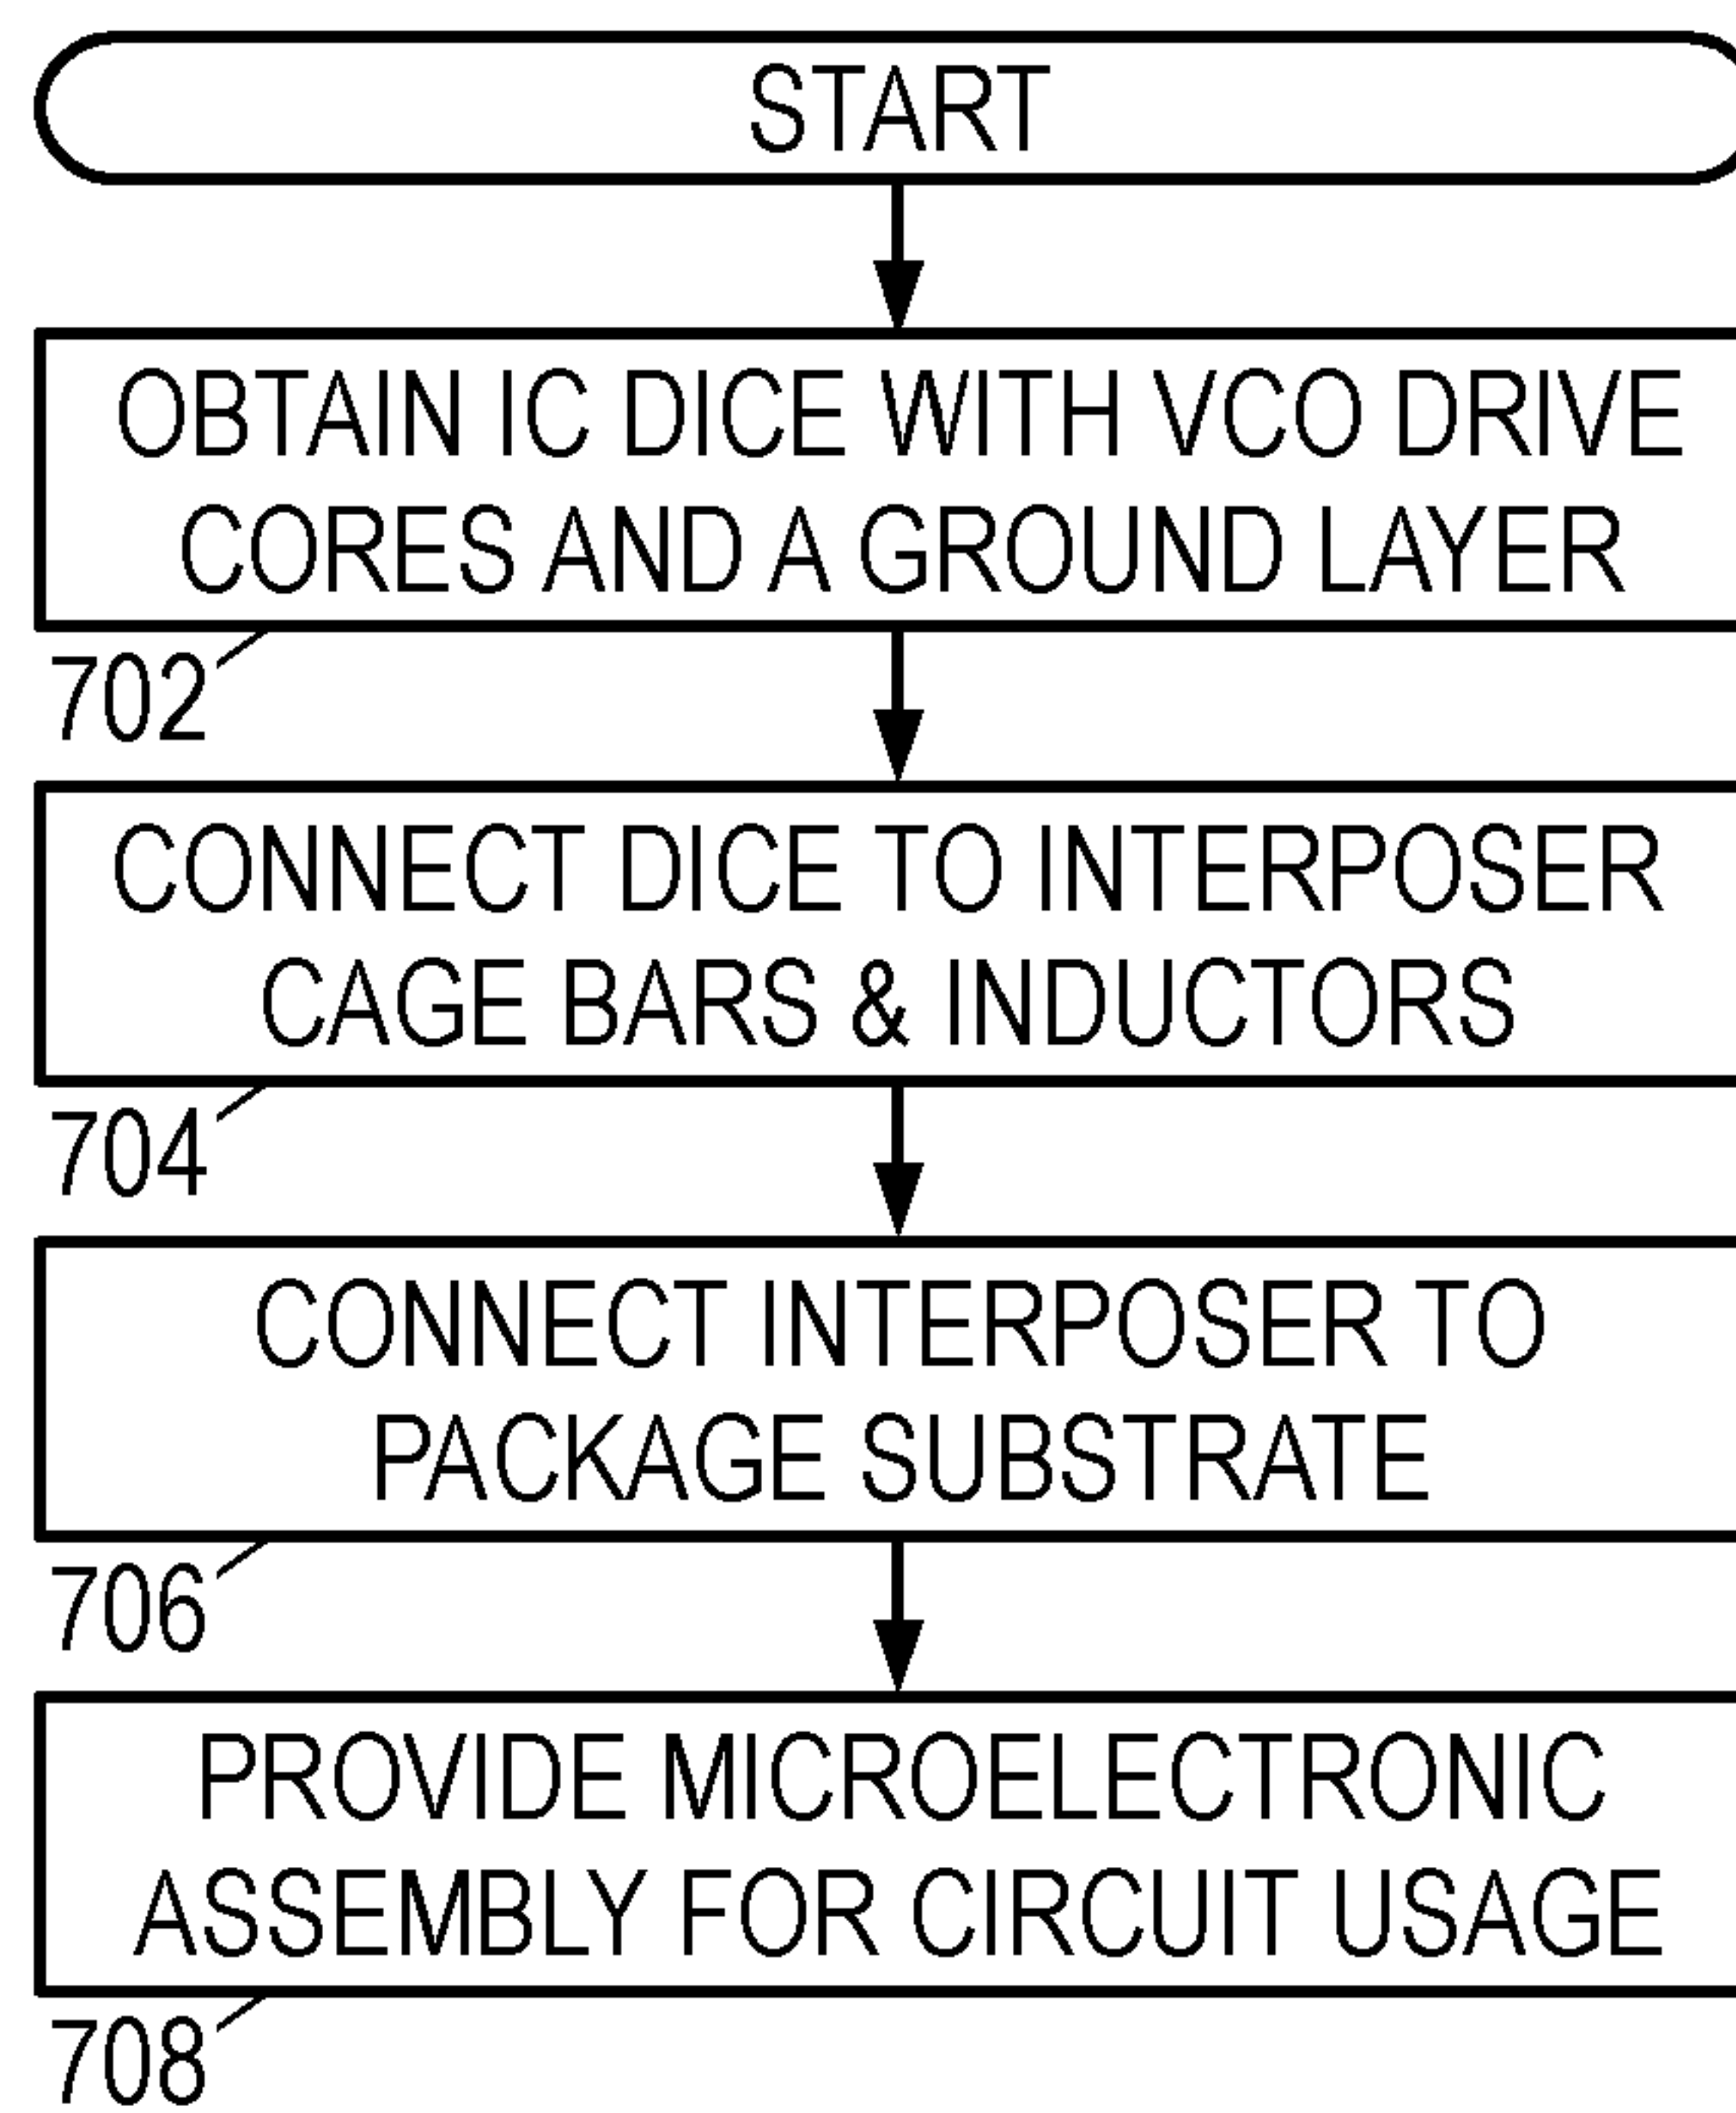 START
OBTAIN IC DICE WITH VCO DRIVE
CORES AND A GROUND LAYER
702
CONNECT DICE TO INTERPOSER
CAGE BARS & INDUCTORS
704
CONNECT INTERPOSER TO
PACKAGE SUBSTRATE
706
PROVIDE MICROELECTRONIC
ASSEMBLY FOR CIRCUIT USAGE
708